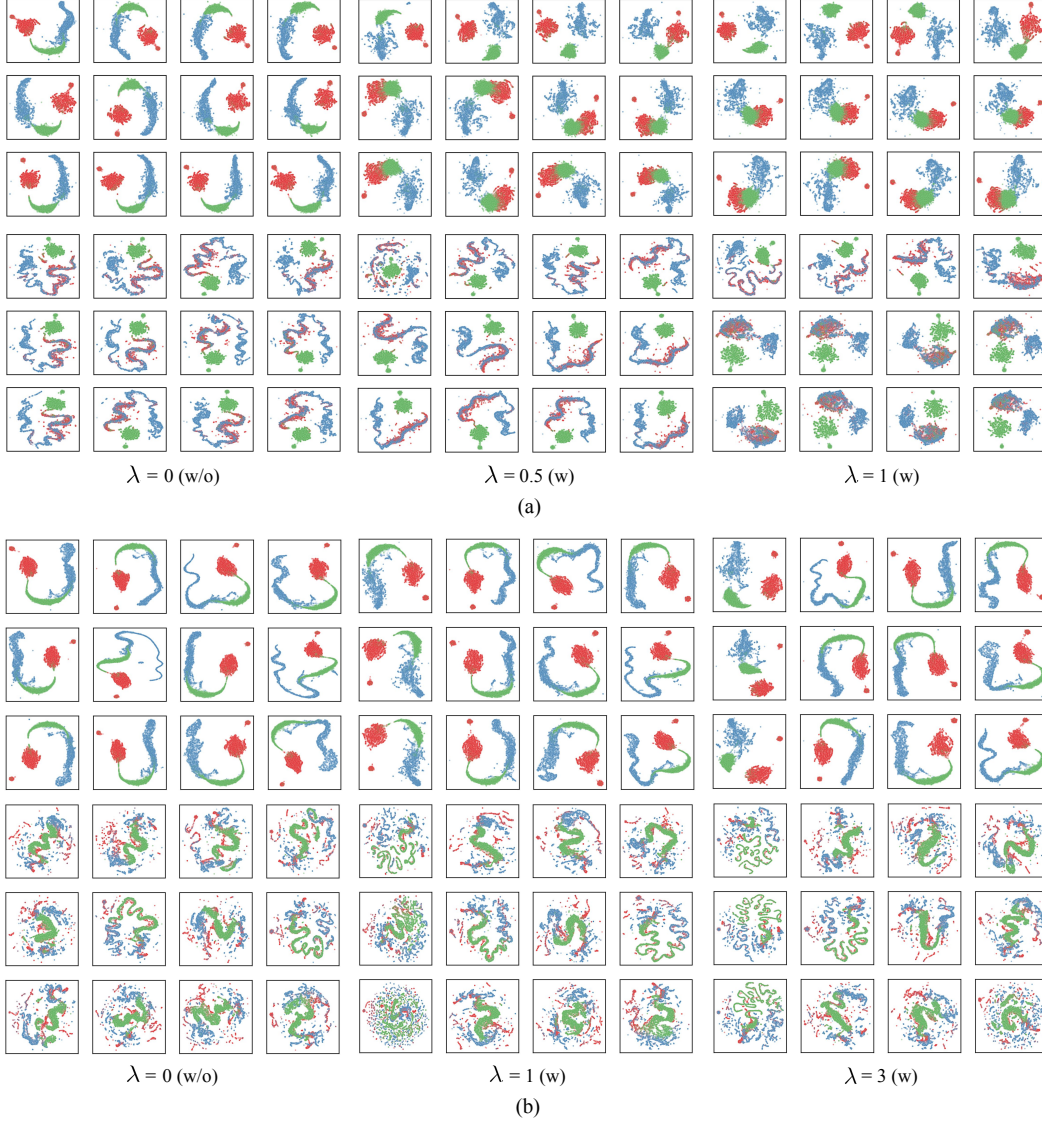 λ = 0 (w/o) λ = 0.5 (w) λ = 1 (w)
(a)
λ = 0 (w/o) λ = 1 (w) λ = 3 (w)
(b)